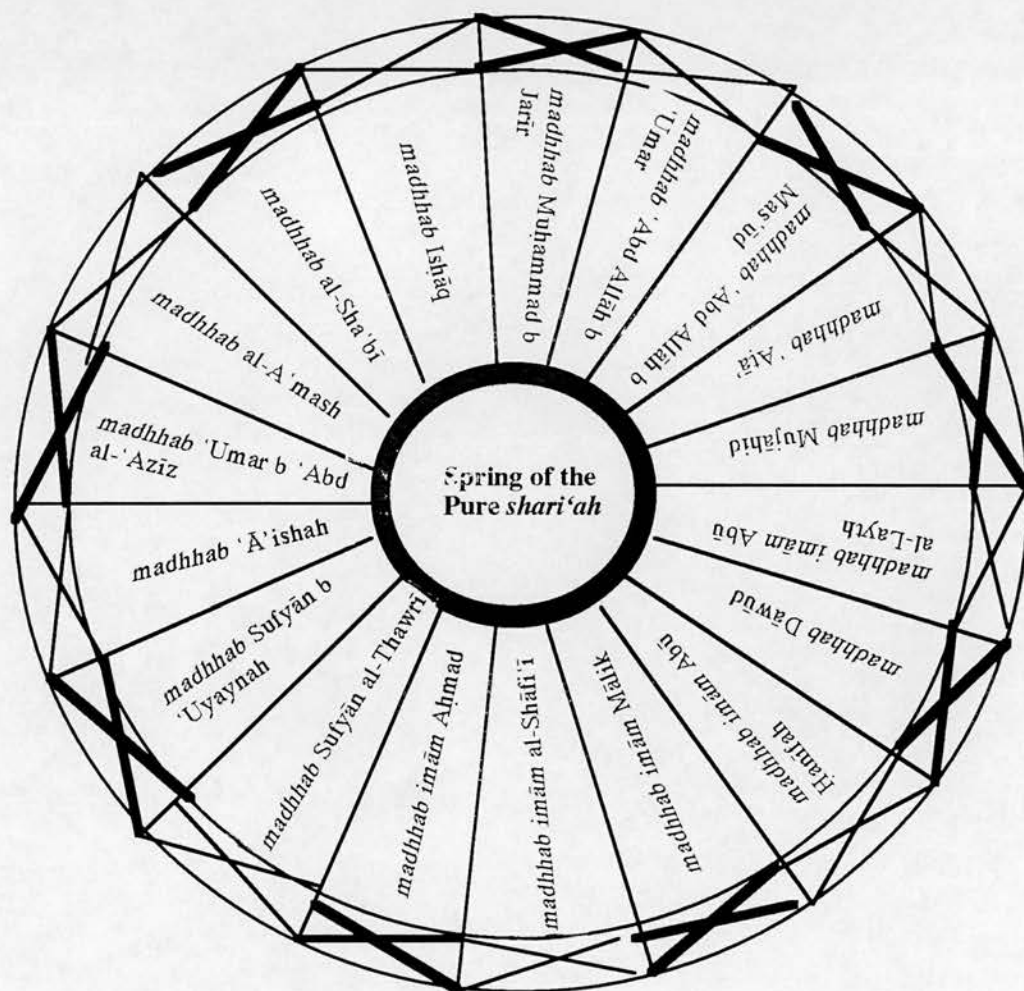 Spring of the
Pure shari‘ah
madhhab Muḥammad b
Jarīr
madhhab ‘Abd Allāh b
‘Umar
madhhab ‘Abd Allāh b
Mas‘ūd
madhhab ‘Aṭā’
madhhab Mujāhid
madhhab imām Abū
al-Layth
madhhab Dāwūd
madhhab imām Abū
Ḥanīfah
madhhab imām Mālik
madhhab imām al-Shāfi‘ī
madhhab imām Aḥmad
madhhab Sufyān al-Thawrī
madhhab Sufyān b
‘Uyaynah
madhhab ‘Ā’ishah
madhhab ‘Umar b ‘Abd
al-‘Azīz
madhhab al-A‘mash
madhhab al-Sha‘bī
madhhab Isḥāq